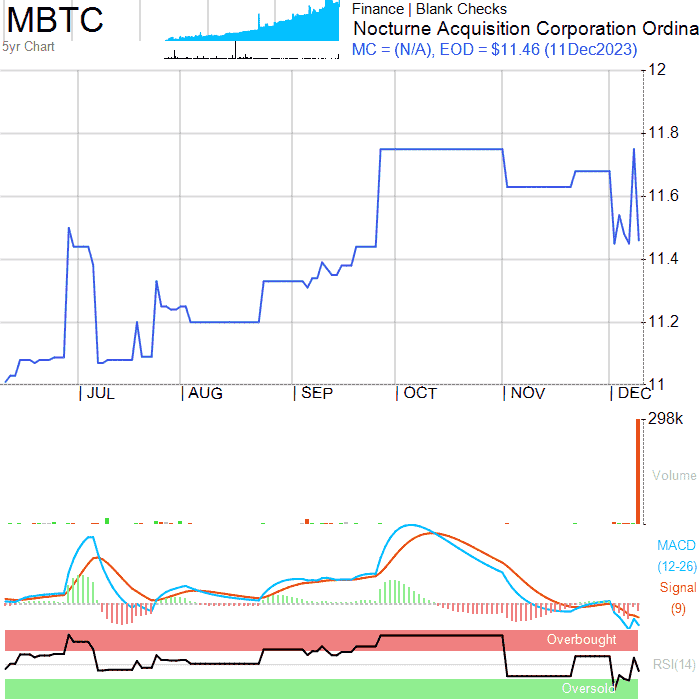 MBTC
5yr Chart
Finance | Blank Checks
Nocturne Acquisition Corporation Ordina
MC = (N/A), EOD = $11.46 (11Dec2023)
12
11.8
11.6
11.4
11.2
11
JUL AUG SEP OCT NOV DEC
298k
Volume
MACD
(12-26)
Signal
(9)
Overbought
RSI(14)
Oversold